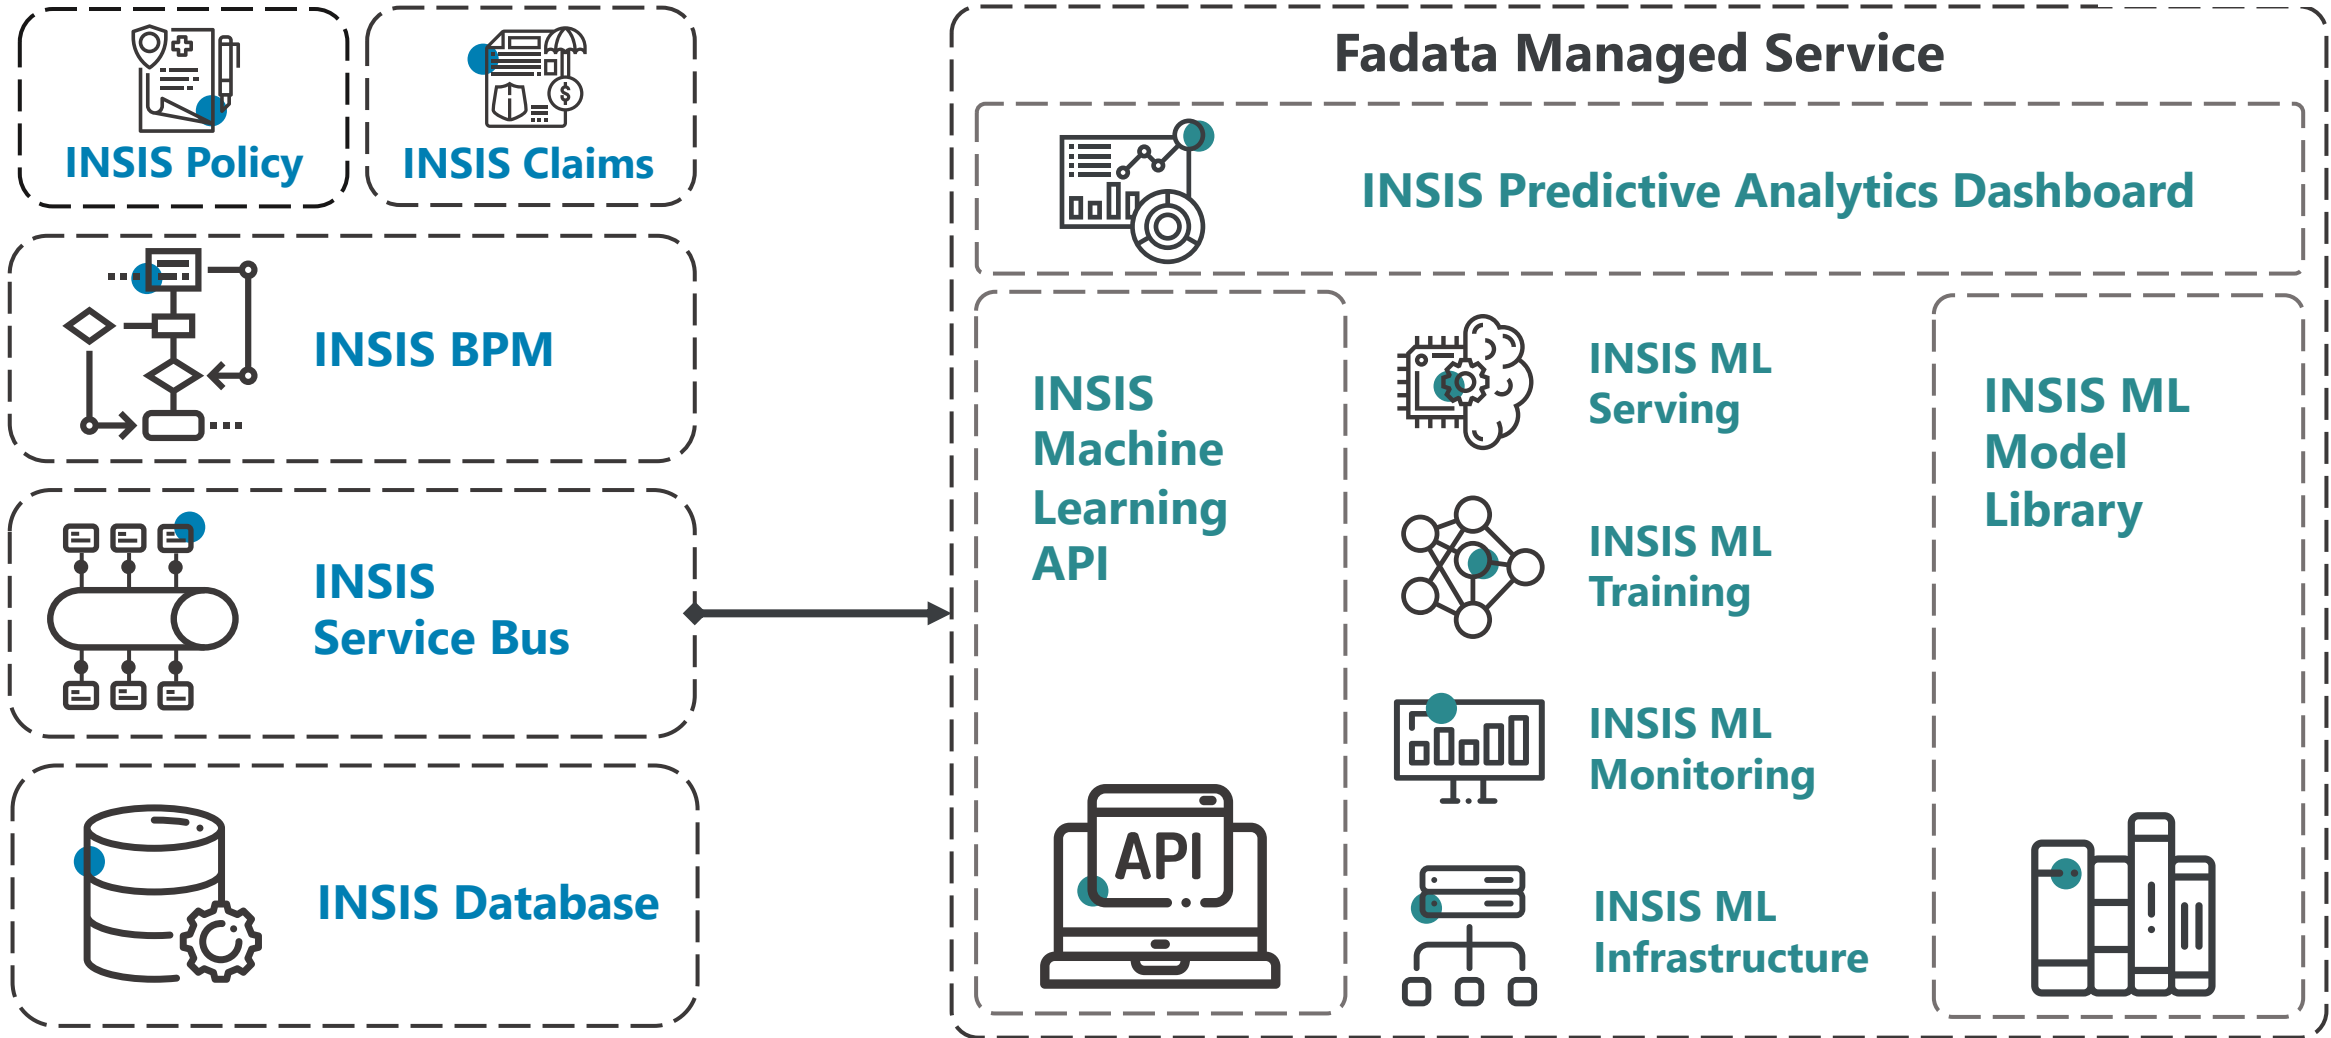 INSIS Policy
INSIS Claims
INSIS BPM
INSIS
Service Bus
INSIS Database
Fadata Managed Service
INSIS Predictive Analytics Dashboard
INSIS
Machine
Learning
API
API
INSIS ML
Serving
INSIS ML
Training
INSIS ML
Monitoring
INSIS ML
Infrastructure
INSIS ML
Model
Library